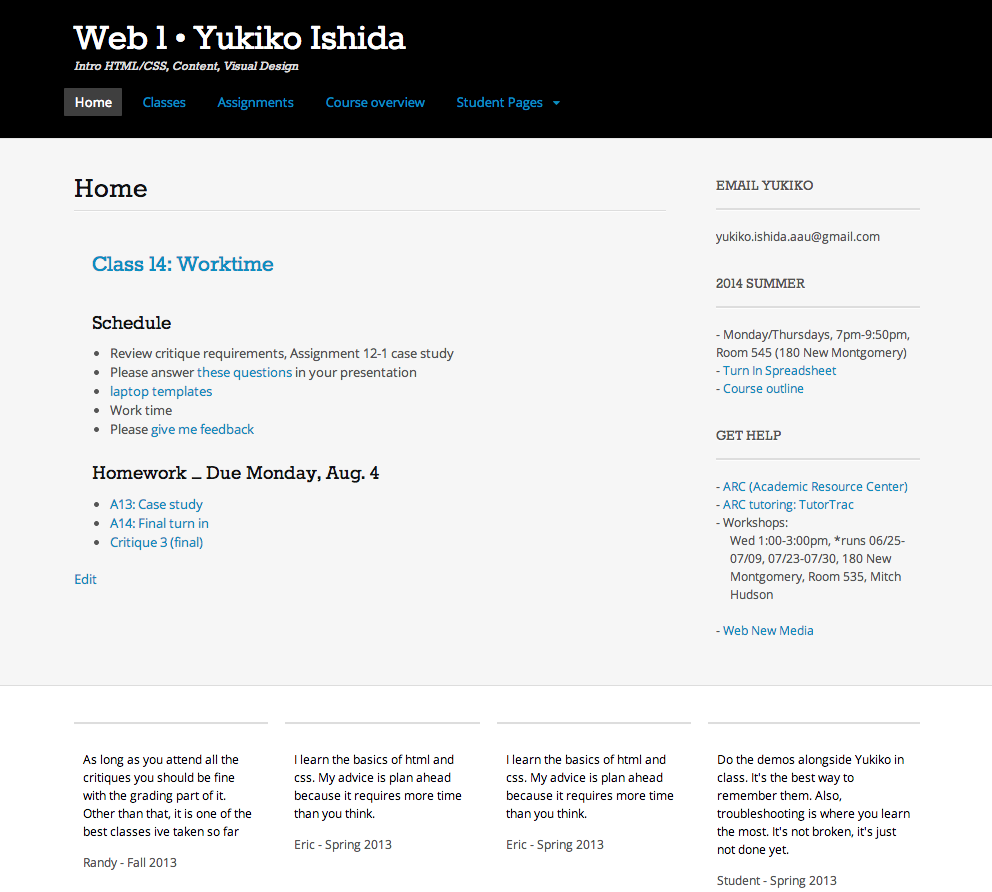 Web 1 • Yukiko Ishida
Intro HTML/CSS, Content, Visual Design
Home Classes Assignments Course overview Student Pages
Home
Class 14: Worktime
Schedule
• Review critique requirements, Assignment 12-1 case study
• Please answer these questions in your presentation
• laptop templates
• Work time
• Please give me feedback
Homework _ Due Monday, Aug. 4
• A13: Case study
• A14: Final turn in
• Critique 3 (final)
Edit
EMAIL YUKIKO
yukiko.ishida.aau@gmail.com
2014 SUMMER
- Monday/Thursdays, 7pm-9:50pm,
Room 545 (180 New Montgomery)
- Turn In Spreadsheet
- Course outline
GET HELP
- ARC (Academic Resource Center)
- ARC tutoring: TutorTrac
- Workshops:
Wed 1:00-3:00pm, *runs 06/25-
07/09, 07/23-07/30, 180 New
Montgomery, Room 535, Mitch
Hudson
- Web New Media
As long as you attend all the
critiques you should be fine
with the grading part of it.
Other than that, it is one of the
best classes ive taken so far
Randy - Fall 2013
I learn the basics of html and
css. My advice is plan ahead
because it requires more time
than you think.
Eric - Spring 2013
I learn the basics of html and
css. My advice is plan ahead
because it requires more time
than you think.
Eric - Spring 2013
Do the demos alongside Yukiko in
class. It's the best way to
remember them. Also,
troubleshooting is where you learn
the most. It's not broken, it's just
not done yet.
Student - Spring 2013